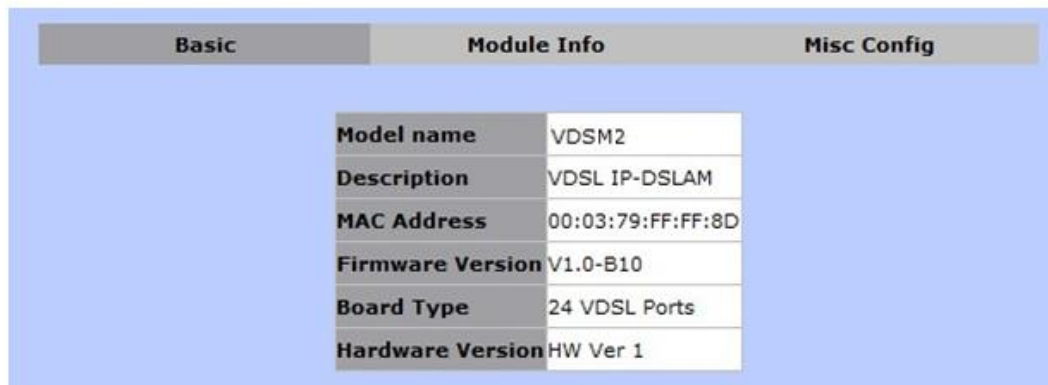 Basic Module Info Misc Config
Model name VDSM2
Description VDSL IP-DSLAM
MAC Address 00:03:79:FF:FF:8D
Firmware Version V1.0-B10
Board Type 24 VDSL Ports
Hardware Version HW Ver 1